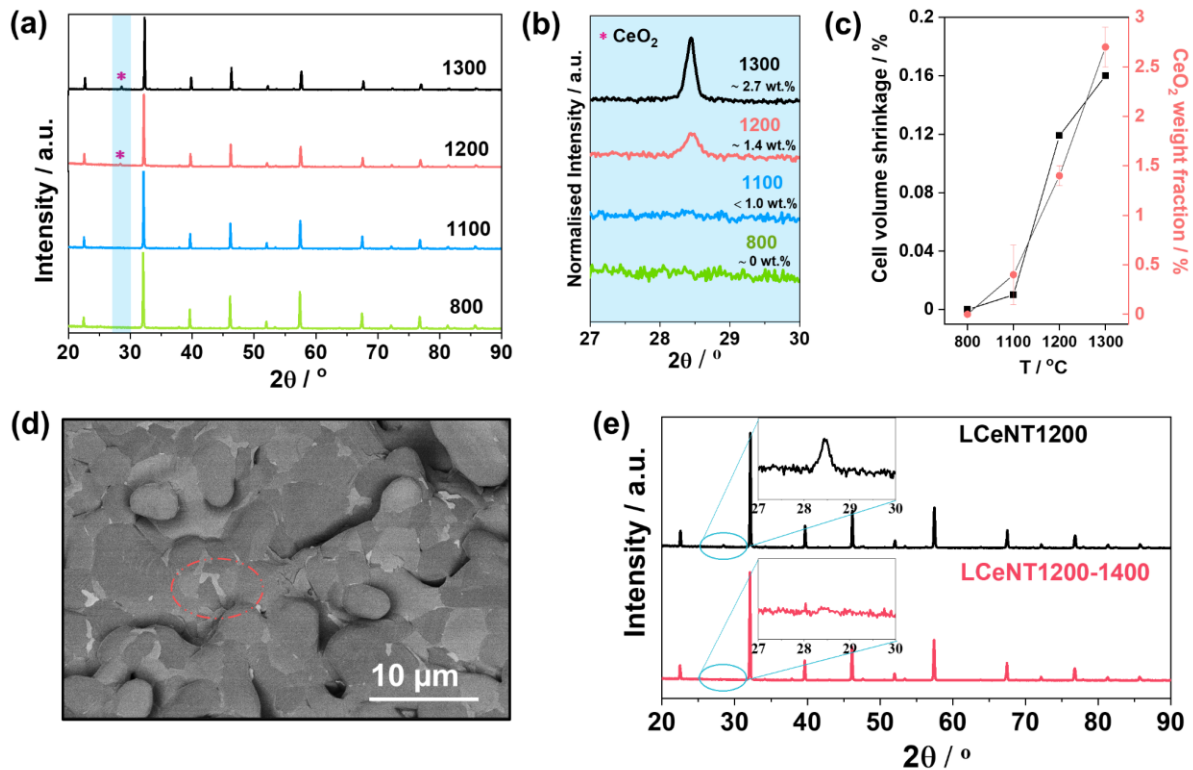 (a)
Intensity / a.u.
* 1300
* 1200
1100
800
20 30 40 50 60 70 80 90
2θ / °
(b)
Normalised Intensity / a.u.
* CeO₂
1300
~ 2.7 wt.%
1200
~ 1.4 wt.%
1100
< 1.0 wt.%
800
~ 0 wt.%
27 28 29 30
2θ / °
(c)
Cell volume shrinkage / %
0.2
0.16
0.12
0.08
0.04
0
CeO₂ weight fraction / %
3
2.5
2
1.5
1
0.5
0
800 1100 1200 1300
T / °C
(d)
10 µm
(e)
Intensity / a.u.
LCeNT1200
27 28 29 30
LCeNT1200-1400
27 28 29 30
20 30 40 50 60 70 80 90
2θ / °